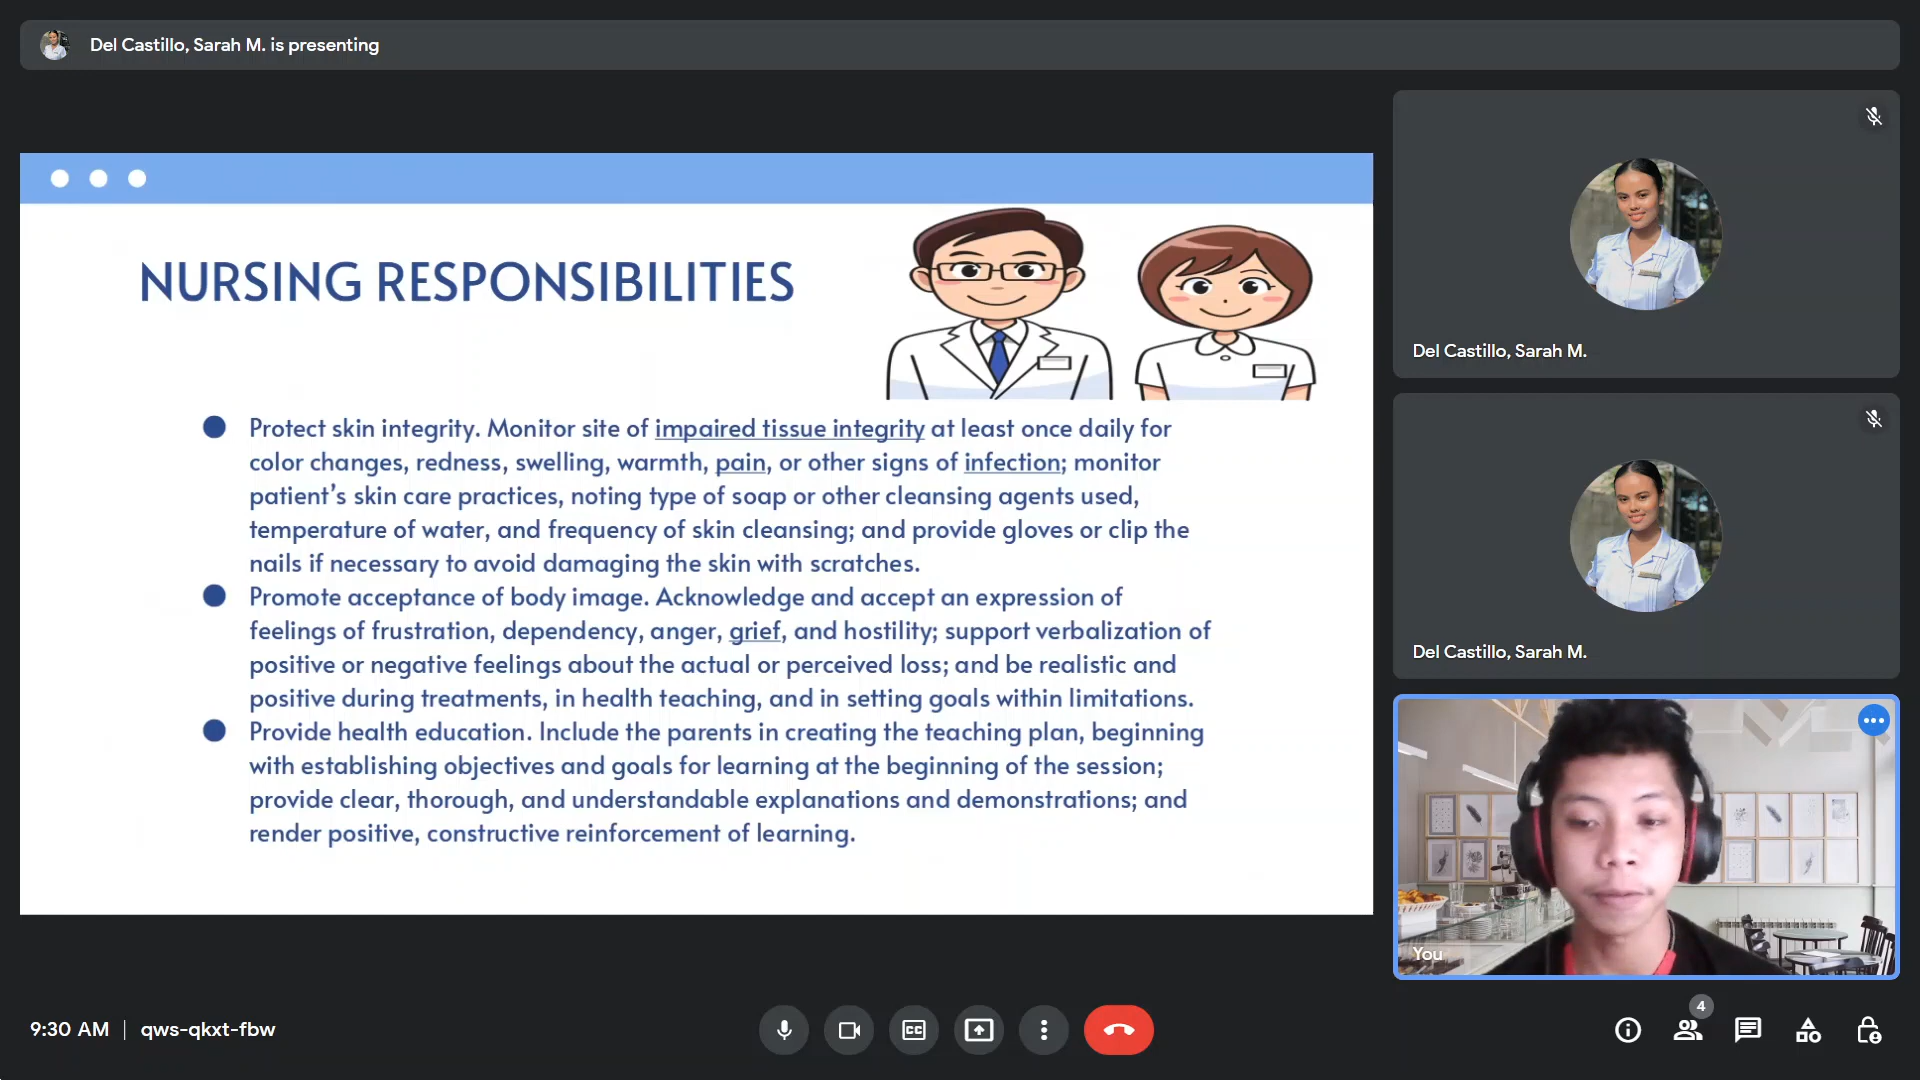 Del Castillo, Sarah M. is presenting
NURSING RESPONSIBILITIES
Protect skin integrity. Monitor site of impaired tissue integrity at least once daily for
color changes, redness, swelling, warmth, pain, or other signs of infection; monitor
patient's skin care practices, noting type of soap or other cleansing agents used,
temperature of water, and frequency of skin cleansing; and provide gloves or clip the
nails if necessary to avoid damaging the skin with scratches.
Promote acceptance of body image. Acknowledge and accept an expression of
feelings of frustration, dependency, anger, grief, and hostility; support verbalization of
positive or negative feelings about the actual or perceived loss; and be realistic and
positive during treatments, in health teaching, and in setting goals within limitations.
Provide health education. Include the parents in creating the teaching plan, beginning
with establishing objectives and goals for learning at the beginning of the session;
provide clear, thorough, and understandable explanations and demonstrations; and
render positive, constructive reinforcement of learning.
Del Castillo, Sarah M.
Del Castillo, Sarah M.
You
9:30 AM | qws-qkxt-fbw
CC
4